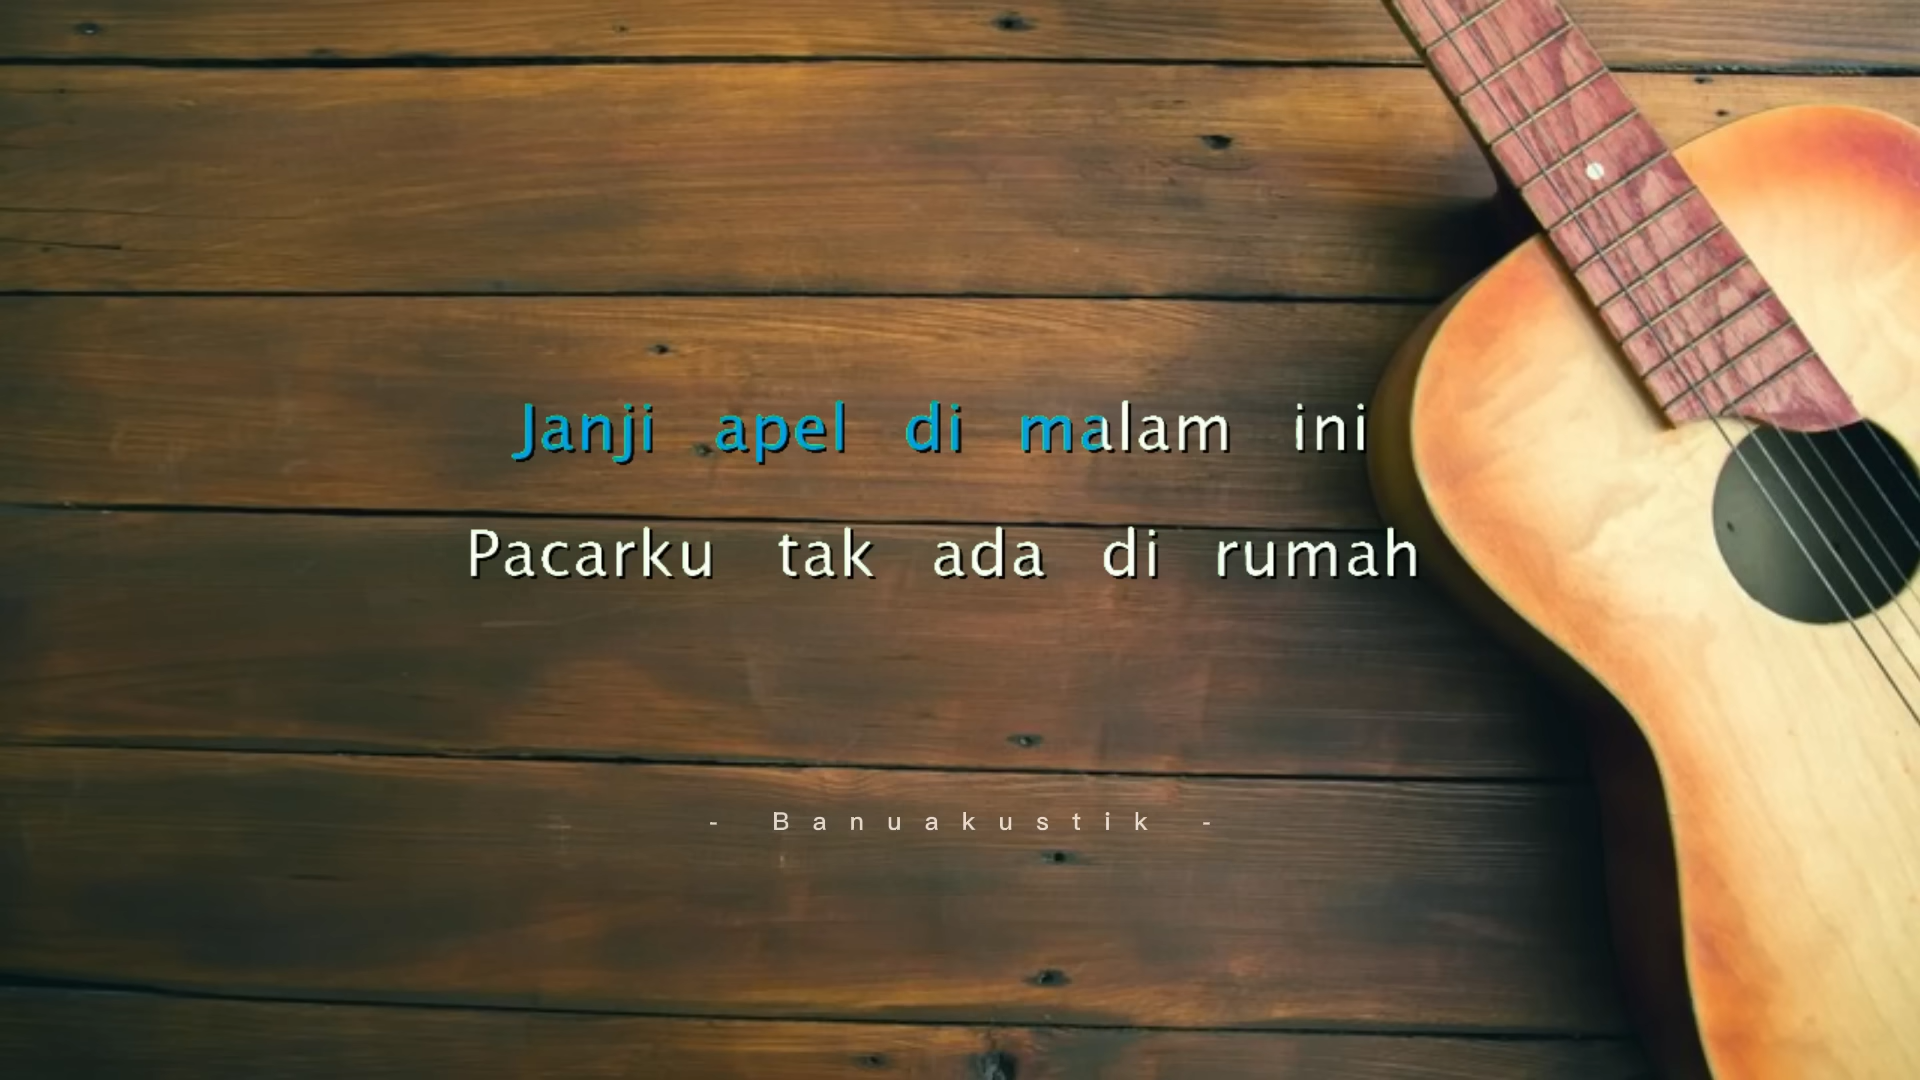 Janji apel di malam ini
Pacarku tak ada di rumah
- Banuakustik -